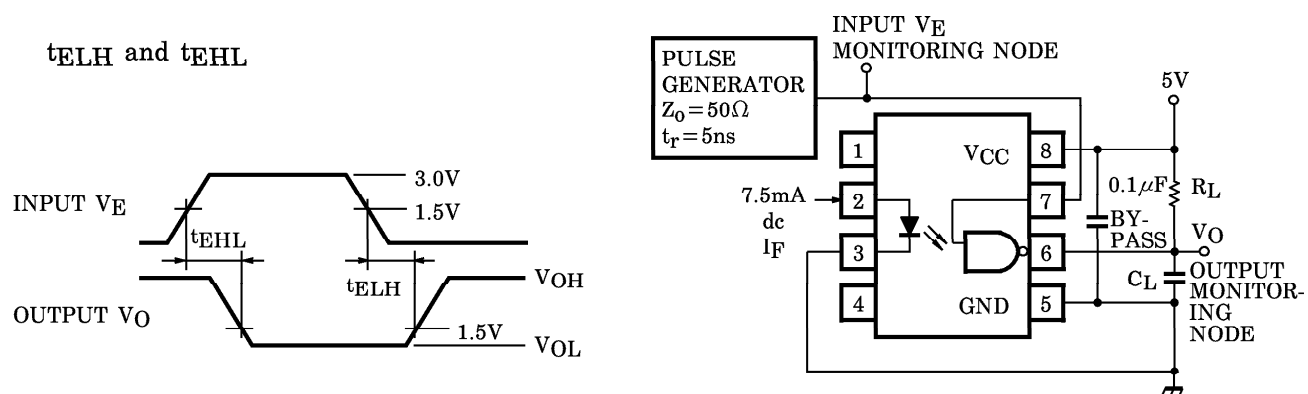 tELH and tEHL
INPUT VE
3.0V
1.5V
tEHL
tELH
OUTPUT VO
VOH
1.5V
VOL
PULSE
GENERATOR
Zo=50Ω
tr=5ns
INPUT VE
MONITORING NODE
5V
1
2
3
4
VCC
GND
8
7
6
5
7.5mA
dc
IF
0.1μF
BY-
PASS
RL
VO
CL
OUTPUT
MONITOR-
ING
NODE